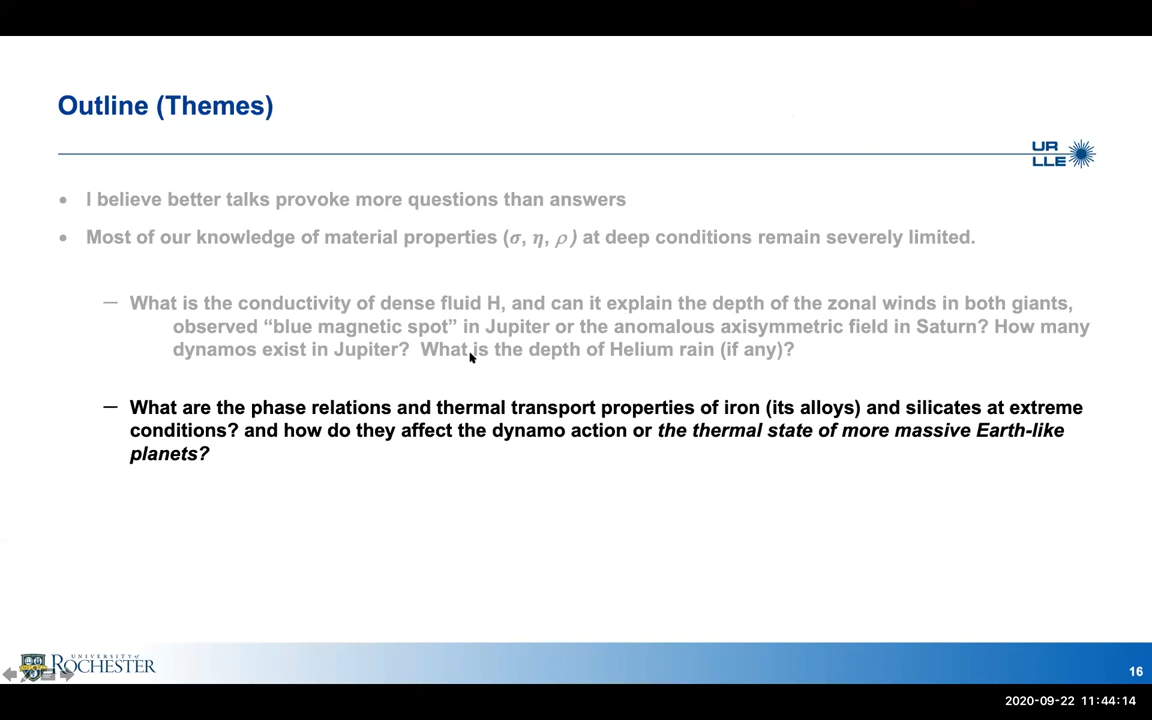 Outline (Themes)
UR
LLE
• I believe better talks provoke more questions than answers
• Most of our knowledge of material properties (σ, η, ρ) at deep conditions remain severely limited.
– What is the conductivity of dense fluid H, and can it explain the depth of the zonal winds in both giants,
observed “blue magnetic spot” in Jupiter or the anomalous axisymmetric field in Saturn? How many
dynamos exist in Jupiter? What is the depth of Helium rain (if any)?
– What are the phase relations and thermal transport properties of iron (its alloys) and silicates at extreme
conditions? and how do they affect the dynamo action or the thermal state of more massive Earth-like
planets?
UNIVERSITY of
ROCHESTER
16
2020-09-22 11:44:14